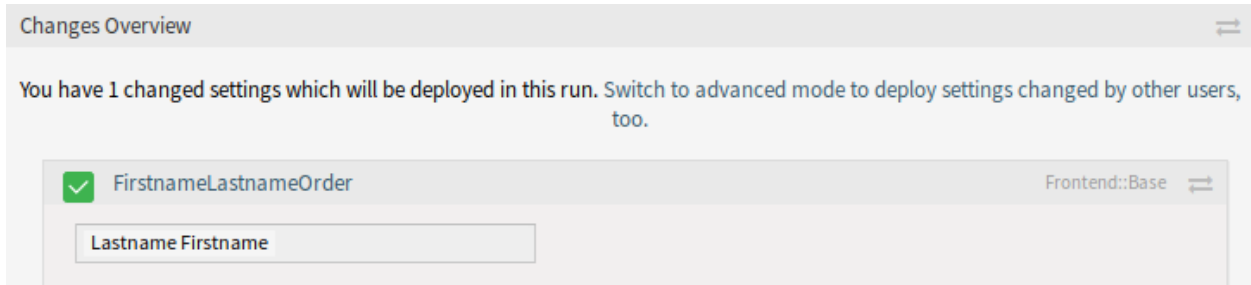 Changes Overview
You have 1 changed settings which will be deployed in this run. Switch to advanced mode to deploy settings changed by other users,
too.
FirstnameLastnameOrder Frontend::Base
Lastname Firstname